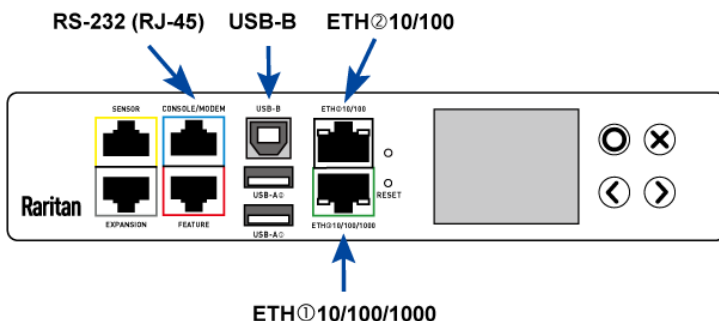 RS-232 (RJ-45) USB-B ETH②10/100
SENSOR CONSOLE/MODEM USB-B ETH②10/100
USB-A②
RESET
Raritan
EXPANSION FEATURE USB-A① ETH①10/100/1000
ETH①10/100/1000